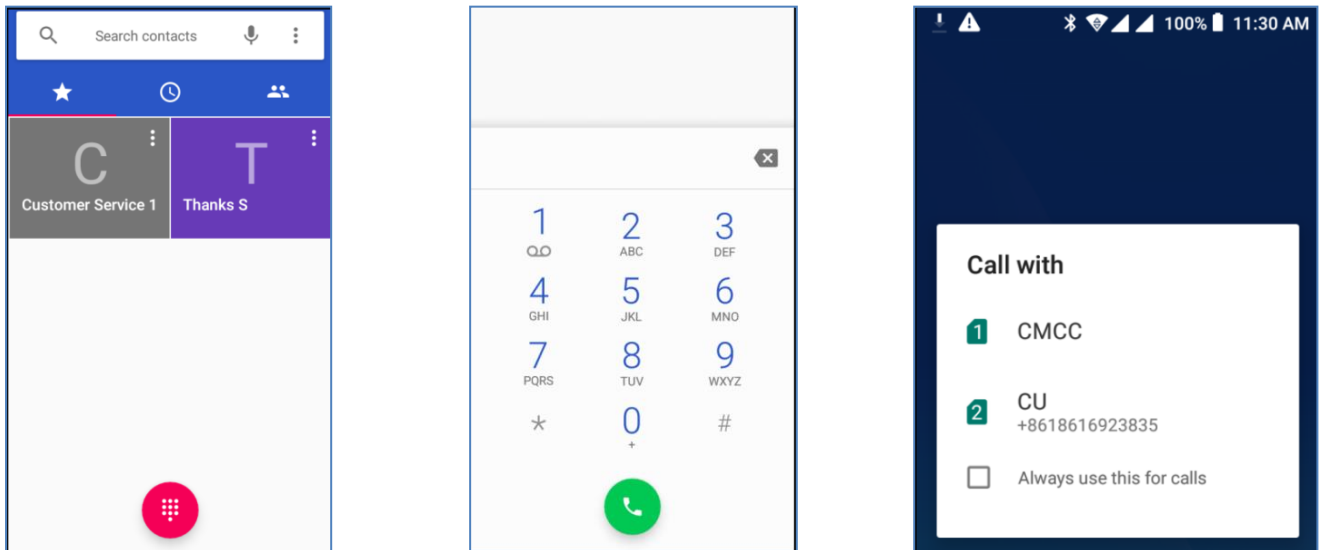 Search contacts
C
T
Customer Service 1
Thanks S
1
2
ABC
3
DEF
4
GHI
5
JKL
6
MNO
7
PQRS
8
TUV
9
WXYZ
*
0
+
#
100% 11:30 AM
Call with
1 CMCC
2 CU
+8618616923835
Always use this for calls